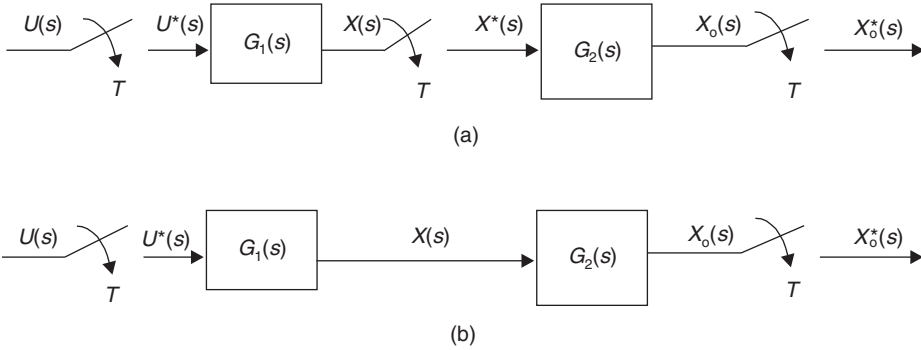 U(s) U*(s) G₁(s) X(s) X*(s) G₂(s) Xₒ(s) Xₒ*(s)
T T T
(a)
U(s) U*(s) G₁(s) X(s) G₂(s) Xₒ(s) Xₒ*(s)
T T
(b)